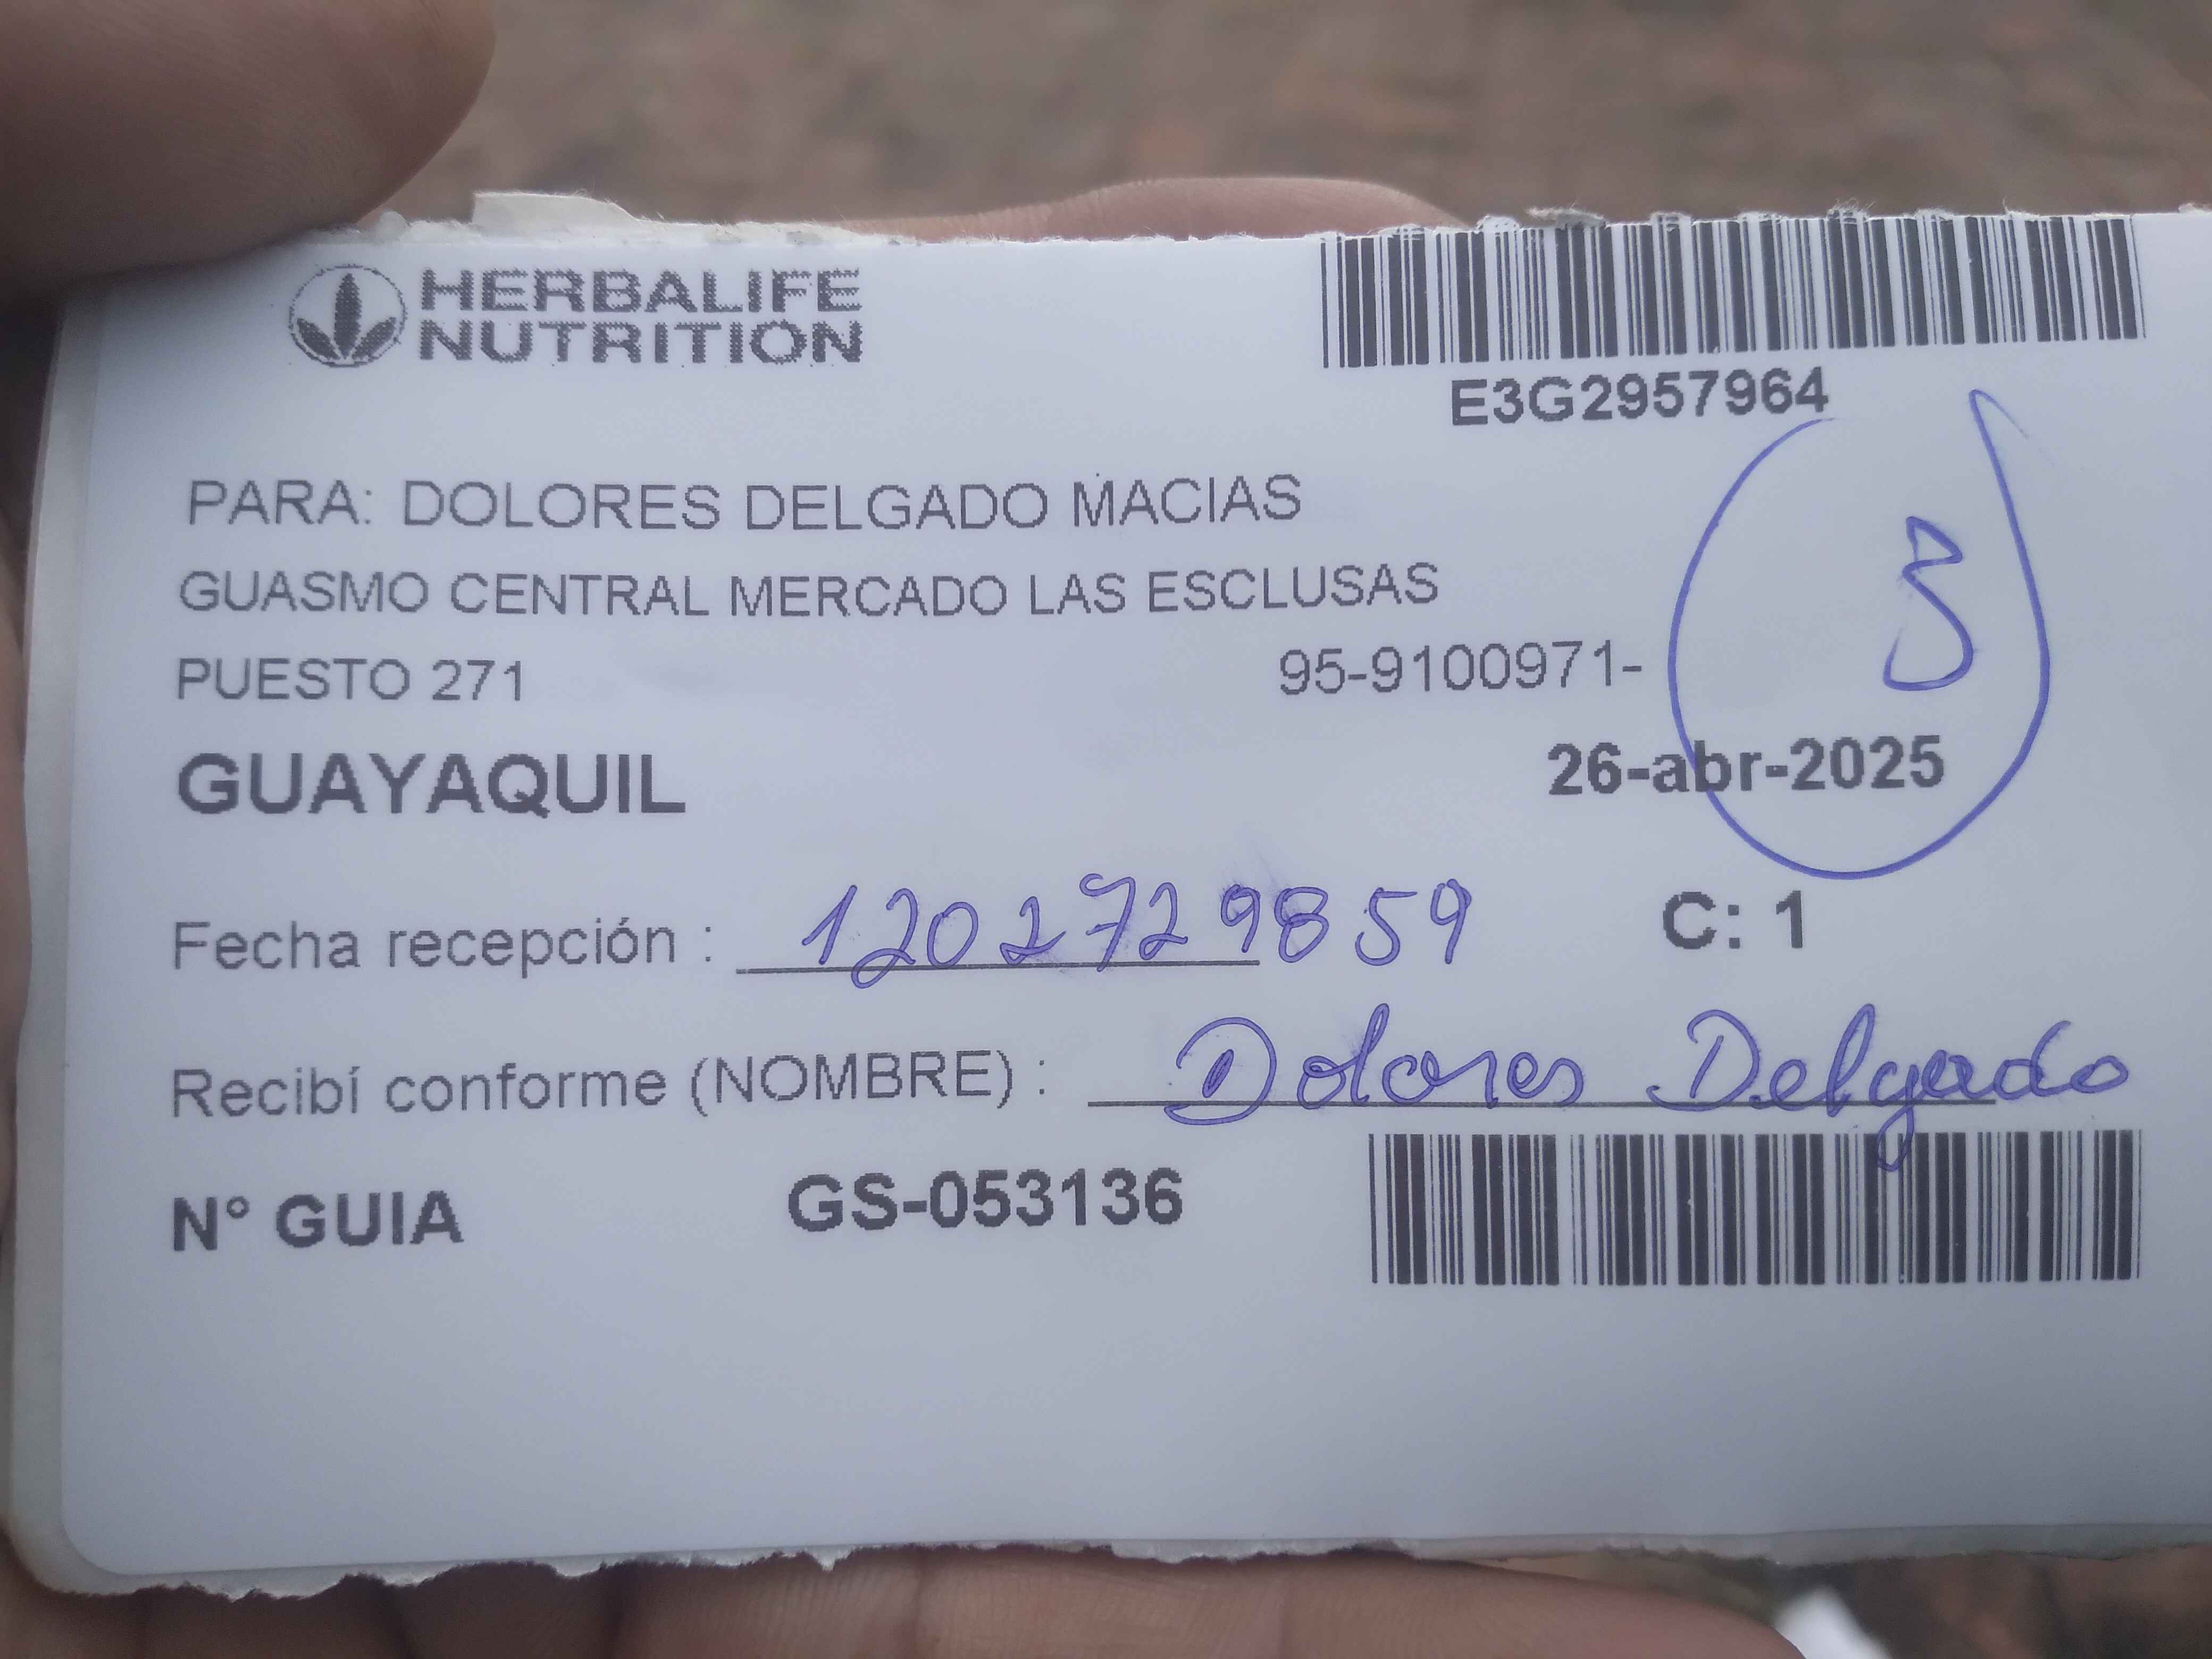 HERBALIFE
NUTRITION
E3G2957964
PARA: DOLORES DELGADO MACIAS
GUASMO CENTRAL MERCADO LAS ESCLUSAS
PUESTO 271 95-9100971-
B
GUAYAQUIL 26-abr-2025
Fecha recepción : 1202729859 C: 1
Recibí conforme (NOMBRE) : Dolores Delgado
N° GUIA GS-053136